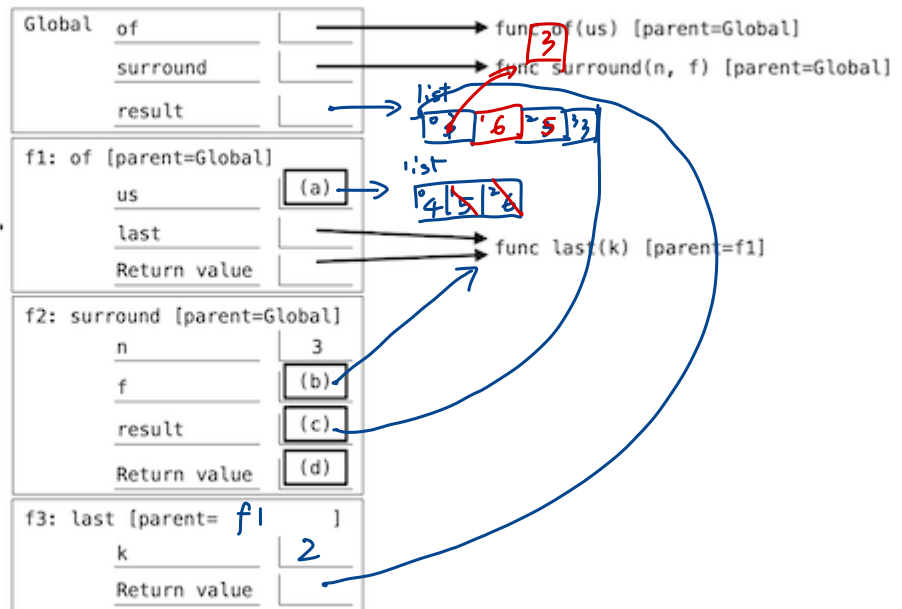 Global of
func of(us) [parent=Global]
3
surround
func surround(n, f) [parent=Global]
result
list
0 1 6 2 5 3 3
f1: of [parent=Global]
list
us (a)
0 4 1 5 2 6
last
func last(k) [parent=f1]
Return value
f2: surround [parent=Global]
n 3
f (b)
result (c)
Return value (d)
f3: last [parent= f1 ]
k 2
Return value